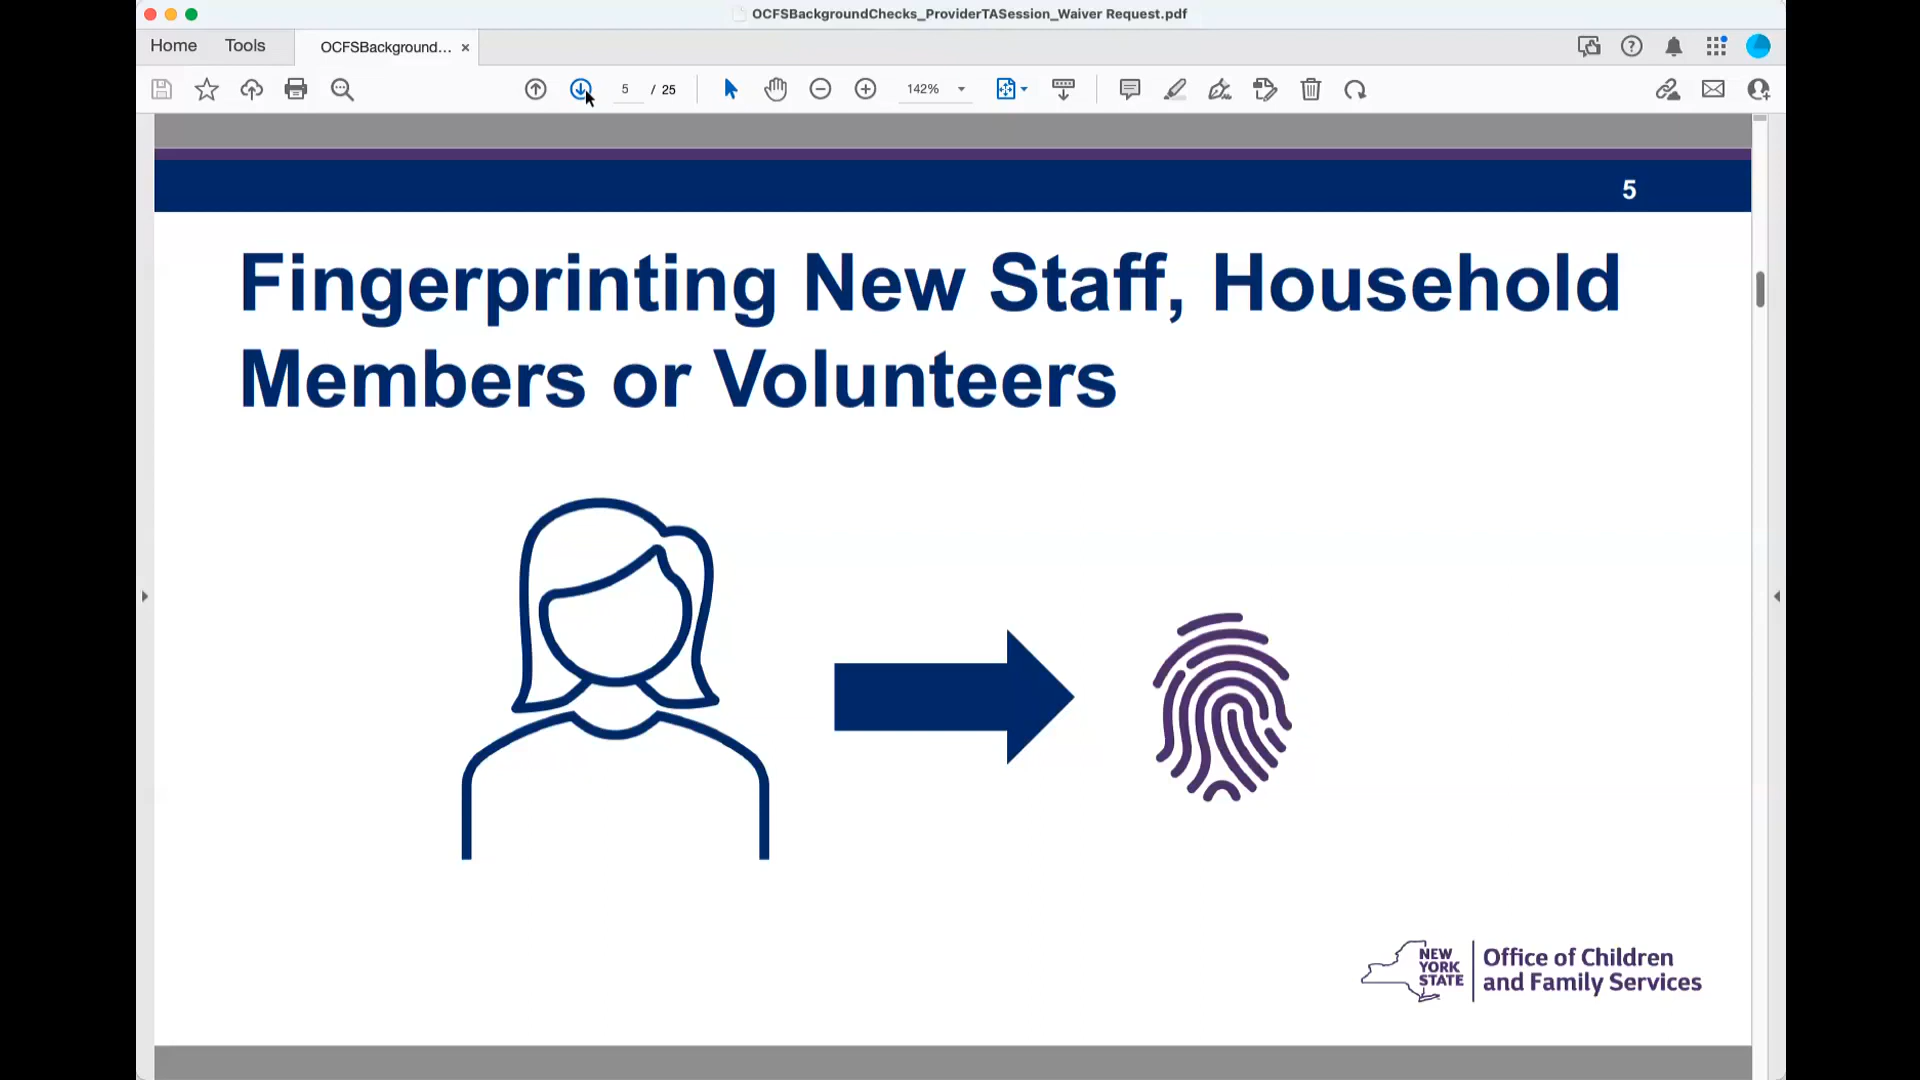 OCFSBackgroundChecks_ProviderTASession_Waiver Request.pdf
Home Tools OCFSBackground... ×
5 / 25 142%
5
Fingerprinting New Staff, Household
Members or Volunteers
NEW
YORK
STATE
Office of Children
and Family Services